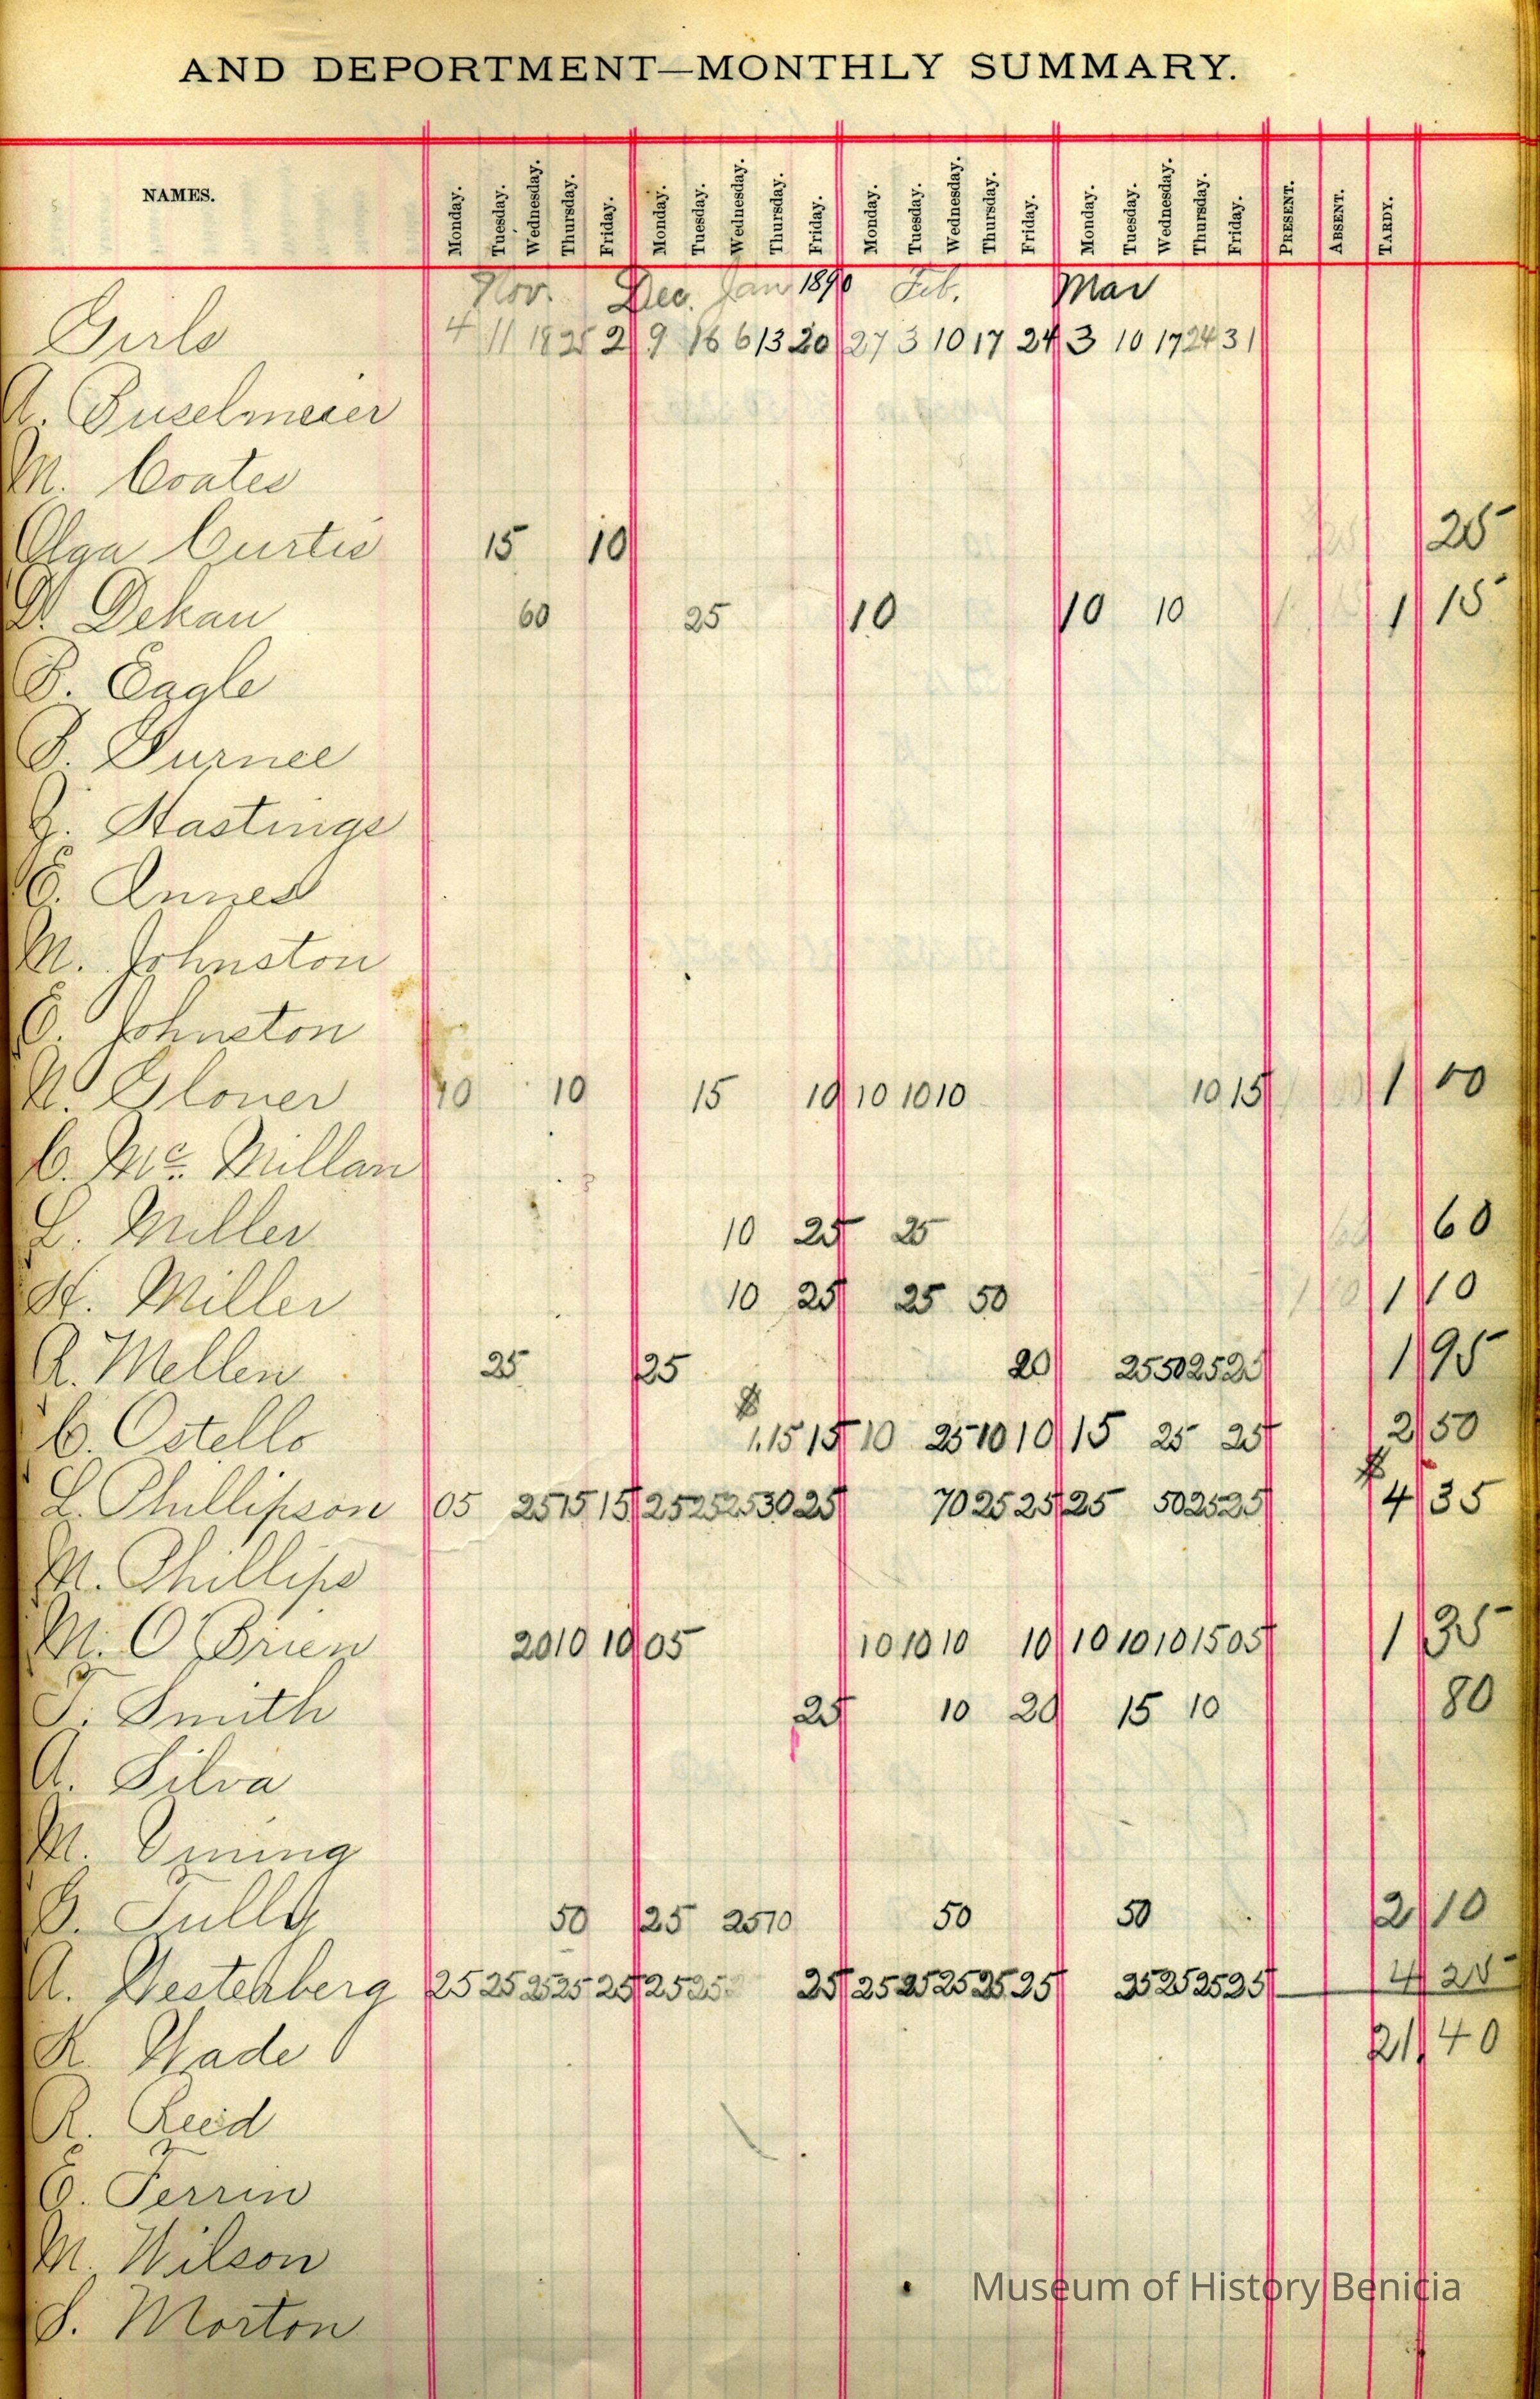 AND DEPORTMENT—MONTHLY SUMMARY.
NAMES. Monday. Tuesday. Wednesday. Thursday. Friday. Monday. Tuesday. Wednesday. Thursday. Friday. Monday. Tuesday. Wednesday. Thursday. Friday. Monday. Tuesday. Wednesday. Thursday. Friday. PRESENT. ABSENT. TARDY.
Nov. Dec. Jan 1890 Feb. Mar
Girls 4 11 18 25 2 9 16 6 13 20 27 3 10 17 24 3 10 17 24 31
A. Buselmeier
M. Coates
Olga Curtis 15 10 25
D. Dekau 60 25 10 10 10 1 15
B. Eagle
B. Gurnee
G. Hastings
E. Innes
M. Johnston
E. Johnston
N. Glover 10 10 15 10 10 10 10 10 15 1 00
C. Mc. Millan
L. Miller 10 25 25 60
H. Miller 10 25 25 50 1 10
A. Mellen 25 25 20 25 50 25 25 1 95
C. Ostello $1.15 15 10 25 10 10 15 25 25 2 50
L. Phillipson 05 25 15 15 25 25 25 30 25 70 25 25 25 50 25 25 $4 35
M. Phillips
M. O'Brien 20 10 10 05 10 10 10 10 10 10 10 15 05 1 35
T. Smith 25 10 20 15 10 80
A. Silva
M. Vining
G. Tully 50 25 25 10 50 50 2 10
A. Westerberg 25 25 25 25 25 25 25 25 25 25 25 25 25 25 25 25 25 4 25
K. Wade 21.40
R. Reed
E. Ferrin
M. Wilson
S. Morton
Museum of History Benicia